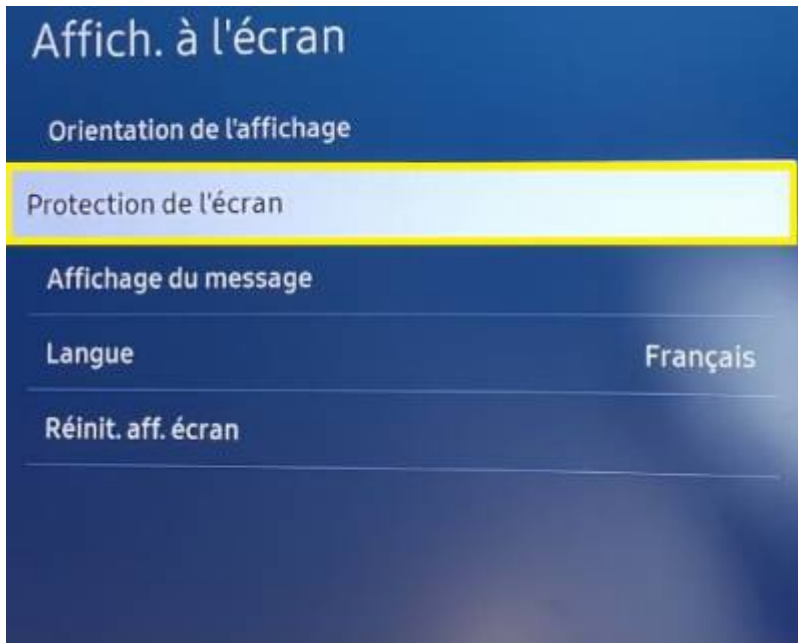 Affich. à l'écran
Orientation de l'affichage
Protection de l'écran
Affichage du message
Langue Français
Réinit. aff. écran